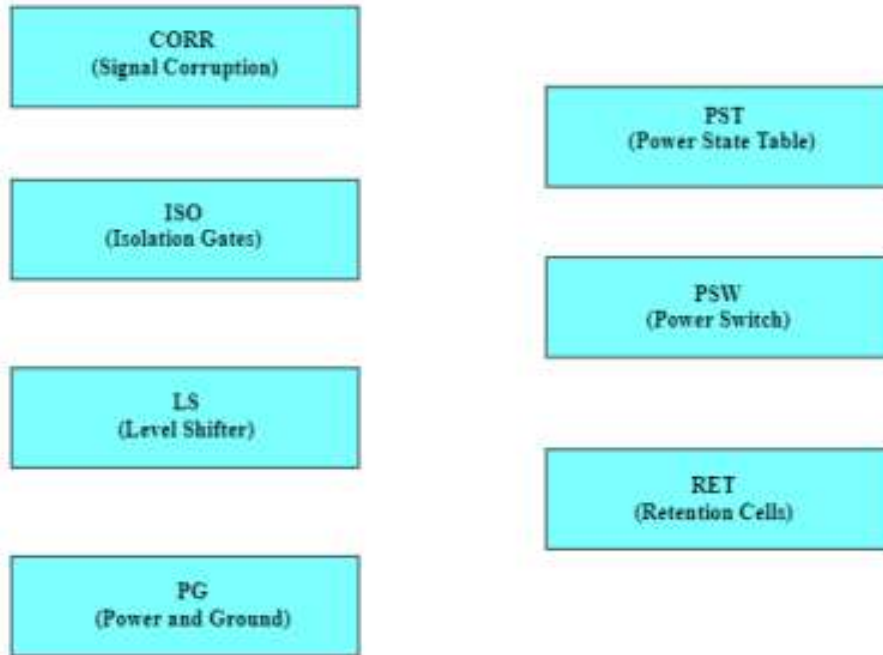 CORR
(Signal Corruption)
ISO
(Isolation Gates)
LS
(Level Shifter)
PG
(Power and Ground)
PST
(Power State Table)
PSW
(Power Switch)
RET
(Retention Cells)